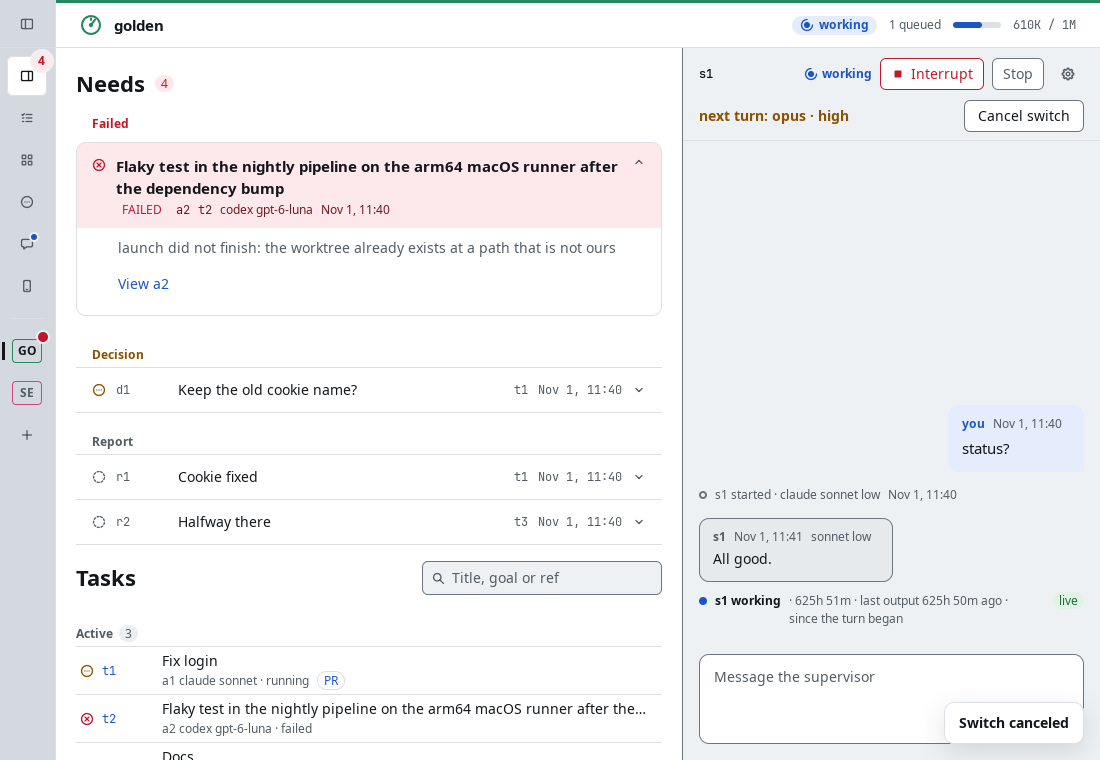 golden
working
1 queued
610K / 1M
4
GO
SE
Needs 4
Failed
Flaky test in the nightly pipeline on the arm64 macOS runner after
the dependency bump
FAILED a2 t2 codex gpt-6-luna Nov 1, 11:40
launch did not finish: the worktree already exists at a path that is not ours
View a2
Decision
d1 Keep the old cookie name? t1 Nov 1, 11:40
Report
r1 Cookie fixed t1 Nov 1, 11:40
r2 Halfway there t3 Nov 1, 11:40
Tasks
Title, goal or ref
Active 3
t1 Fix login
a1 claude sonnet · running PR
t2 Flaky test in the nightly pipeline on the arm64 macOS runner after the…
a2 codex gpt-6-luna · failed
Docs
s1 working Interrupt Stop
next turn: opus · high Cancel switch
you Nov 1, 11:40
status?
s1 started · claude sonnet low Nov 1, 11:40
s1 Nov 1, 11:41 sonnet low
All good.
s1 working · 625h 51m · last output 625h 50m ago · live
since the turn began
Message the supervisor
Switch canceled